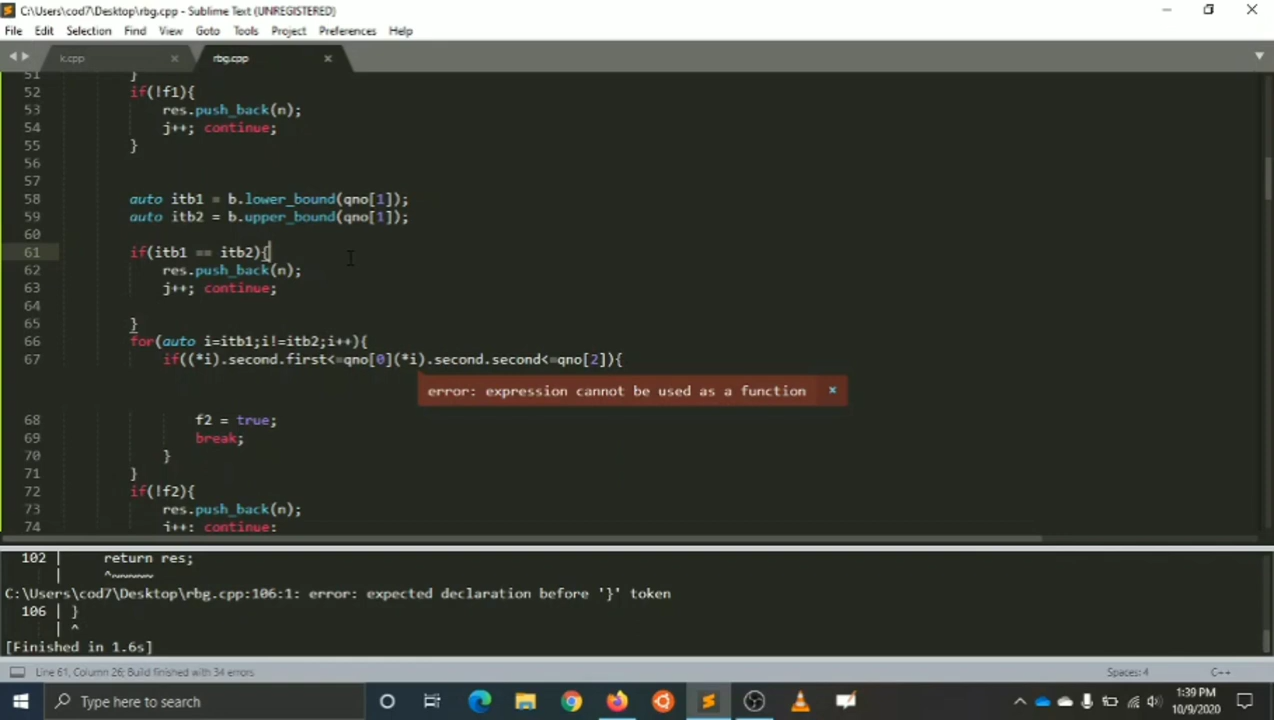 C:\Users\cod7\Desktop\rbg.cpp - Sublime Text (UNREGISTERED)
File Edit Selection Find View Goto Tools Project Preferences Help
k.cpp × rbg.cpp ×
51 }
52 if(!f1){
53 res.push_back(n);
54 j++; continue;
55 }
56
57
58 auto itb1 = b.lower_bound(qno[1]);
59 auto itb2 = b.upper_bound(qno[1]);
60
61 if(itb1 == itb2){
62 res.push_back(n);
63 j++; continue;
64
65 }
66 for(auto i=itb1;i!=itb2;i++){
67 if((*i).second.first<=qno[0](*i).second.second<=qno[2]){
error: expression cannot be used as a function ×
68 f2 = true;
69 break;
70 }
71 }
72 if(!f2){
73 res.push_back(n);
74 j++; continue;
102 | return res;
| ^~~~~~
C:\Users\cod7\Desktop\rbg.cpp:106:1: error: expected declaration before '}' token
106 | }
| ^
[Finished in 1.6s]
Line 61, Column 26; Build finished with 34 errors Spaces: 4 C++
Type here to search 1:39 PM
10/9/2020